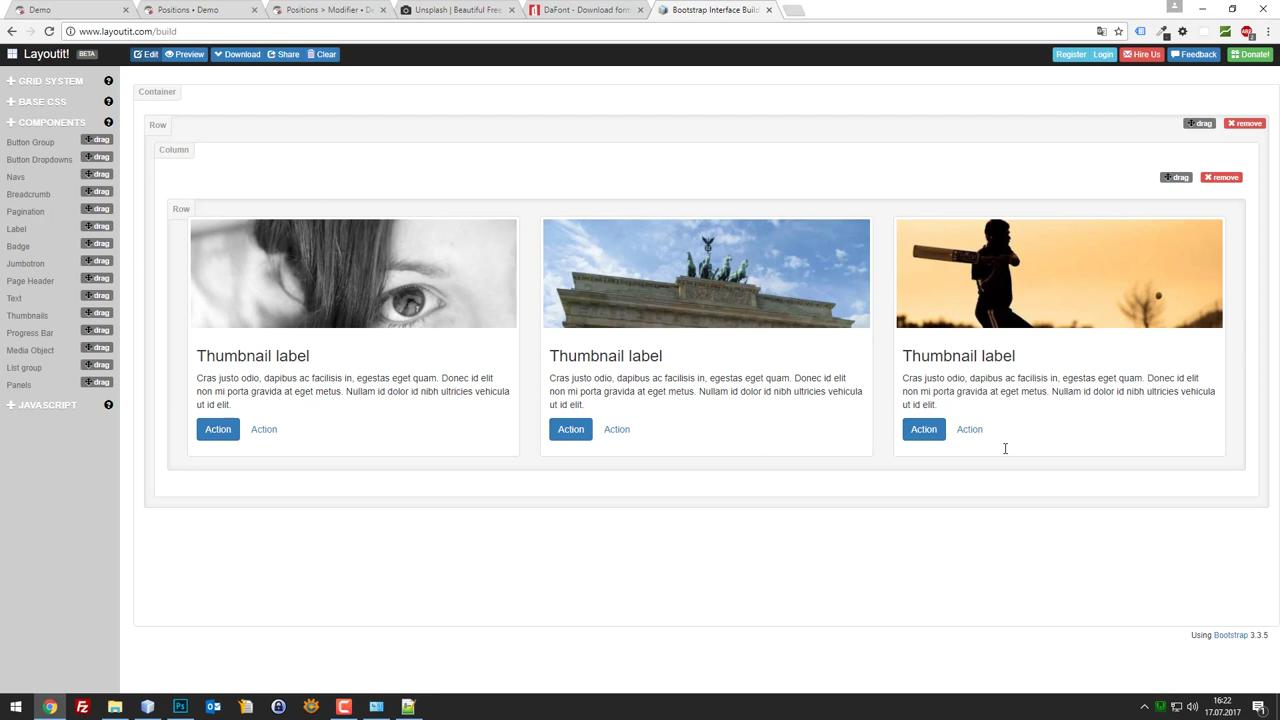 Demo
Positions • Demo
Positions > Modifier • De
Unsplash | Beautiful Free
DaFont - Download font
Bootstrap Interface Build
www.layoutit.com/build
Layoutit! BETA
Edit Preview Download Share Clear
Register Login Hire Us Feedback Donate!
GRID SYSTEM
BASE CSS
COMPONENTS
Button Group drag
Button Dropdowns drag
Navs drag
Breadcrumb drag
Pagination drag
Label drag
Badge drag
Jumbotron drag
Page Header drag
Text drag
Thumbnails drag
Progress Bar drag
Media Object drag
List group drag
Panels drag
JAVASCRIPT
Container
Row
drag remove
Column
drag remove
Row
Thumbnail label
Cras justo odio, dapibus ac facilisis in, egestas eget quam. Donec id elit
non mi porta gravida at eget metus. Nullam id dolor id nibh ultricies vehicula
ut id elit.
Action Action
Thumbnail label
Cras justo odio, dapibus ac facilisis in, egestas eget quam. Donec id elit
non mi porta gravida at eget metus. Nullam id dolor id nibh ultricies vehicula
ut id elit.
Action Action
Thumbnail label
Cras justo odio, dapibus ac facilisis in, egestas eget quam. Donec id elit
non mi porta gravida at eget metus. Nullam id dolor id nibh ultricies vehicula
ut id elit.
Action Action
Using Bootstrap 3.3.5
16:22
17.07.2017